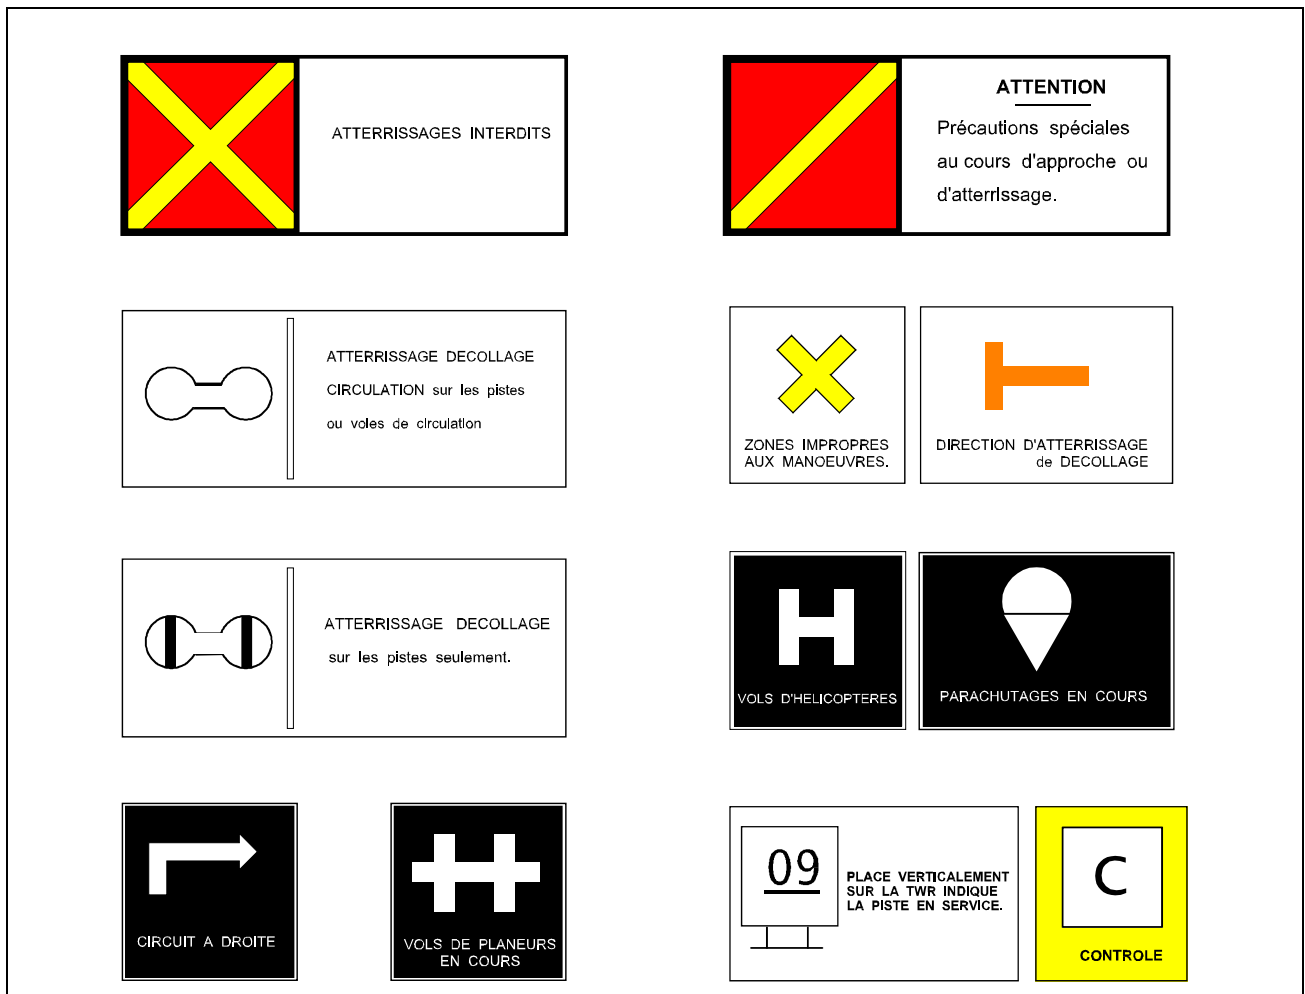 ATTERRISSAGES INTERDITS
ATTENTION
Précautions spéciales
au cours d'approche ou
d'atterrissage.
ATTERRISSAGE DECOLLAGE
CIRCULATION sur les pistes
ou voies de circulation
ZONES IMPROPRES
AUX MANOEUVRES.
DIRECTION D'ATTERRISSAGE
de DECOLLAGE
ATTERRISSAGE DECOLLAGE
sur les pistes seulement.
H
VOLS D'HELICOPTERES
PARACHUTAGES EN COURS
CIRCUIT A DROITE
VOLS DE PLANEURS
EN COURS
09
PLACE VERTICALEMENT
SUR LA TWR INDIQUE
LA PISTE EN SERVICE.
C
CONTROLE